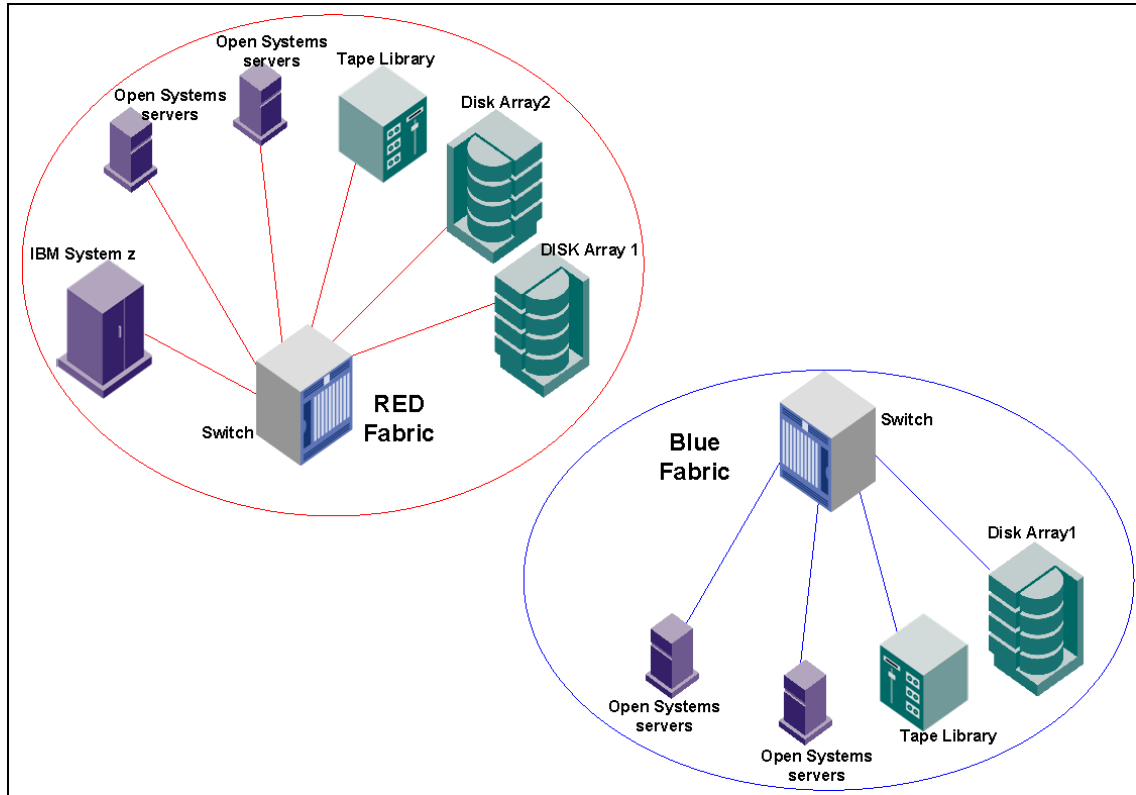 Open Systems
servers
Tape Library
Open Systems
servers
Disk Array2
IBM System z
DISK Array 1
Switch
RED
Fabric
Switch
Blue
Fabric
Disk Array1
Open Systems
servers
Tape Library
Open Systems
servers